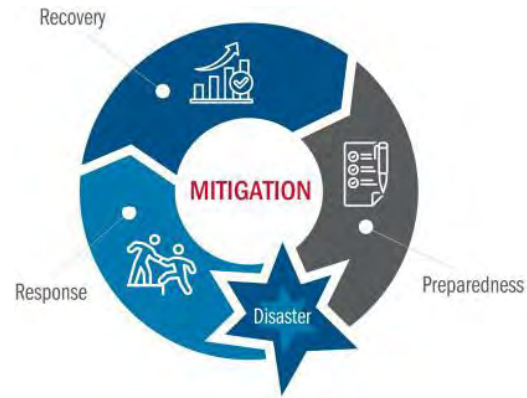 Recovery
MITIGATION
Response
Preparedness
Disaster